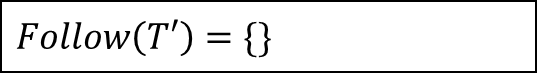 Follow(T′) = {}